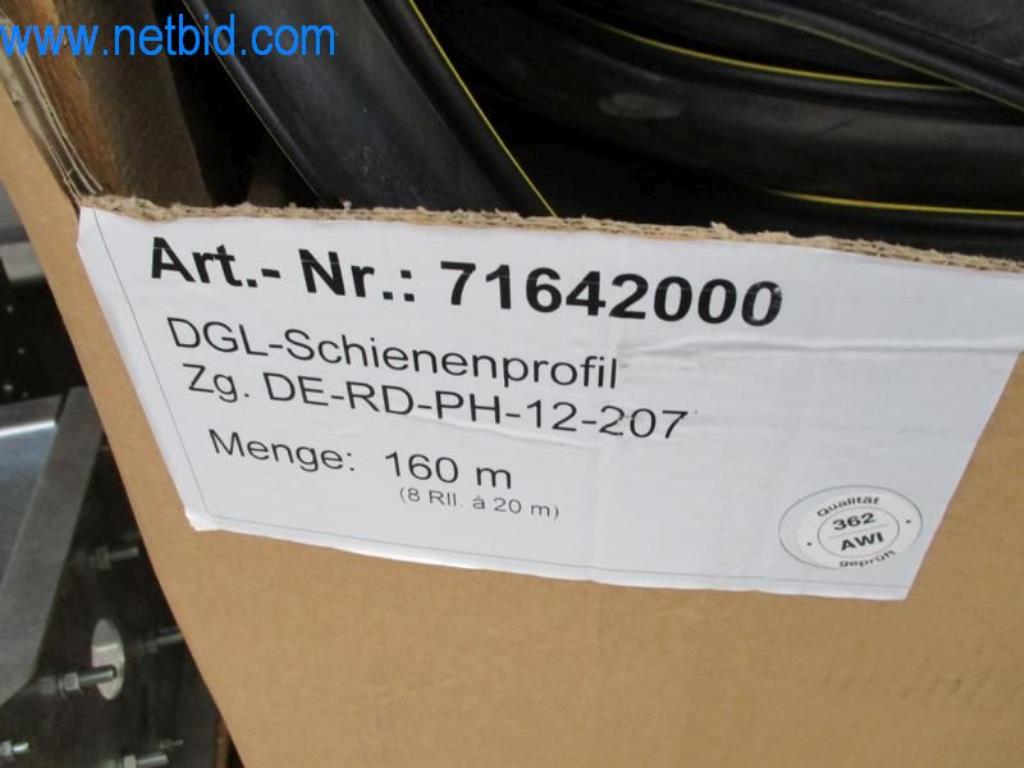 www.netbid.com
Art.- Nr.: 71642000
DGL-Schienenprofil
Zg. DE-RD-PH-12-207
Menge: 160 m
(8 Rll. à 20 m)
Qualität
362
AWI
geprüft